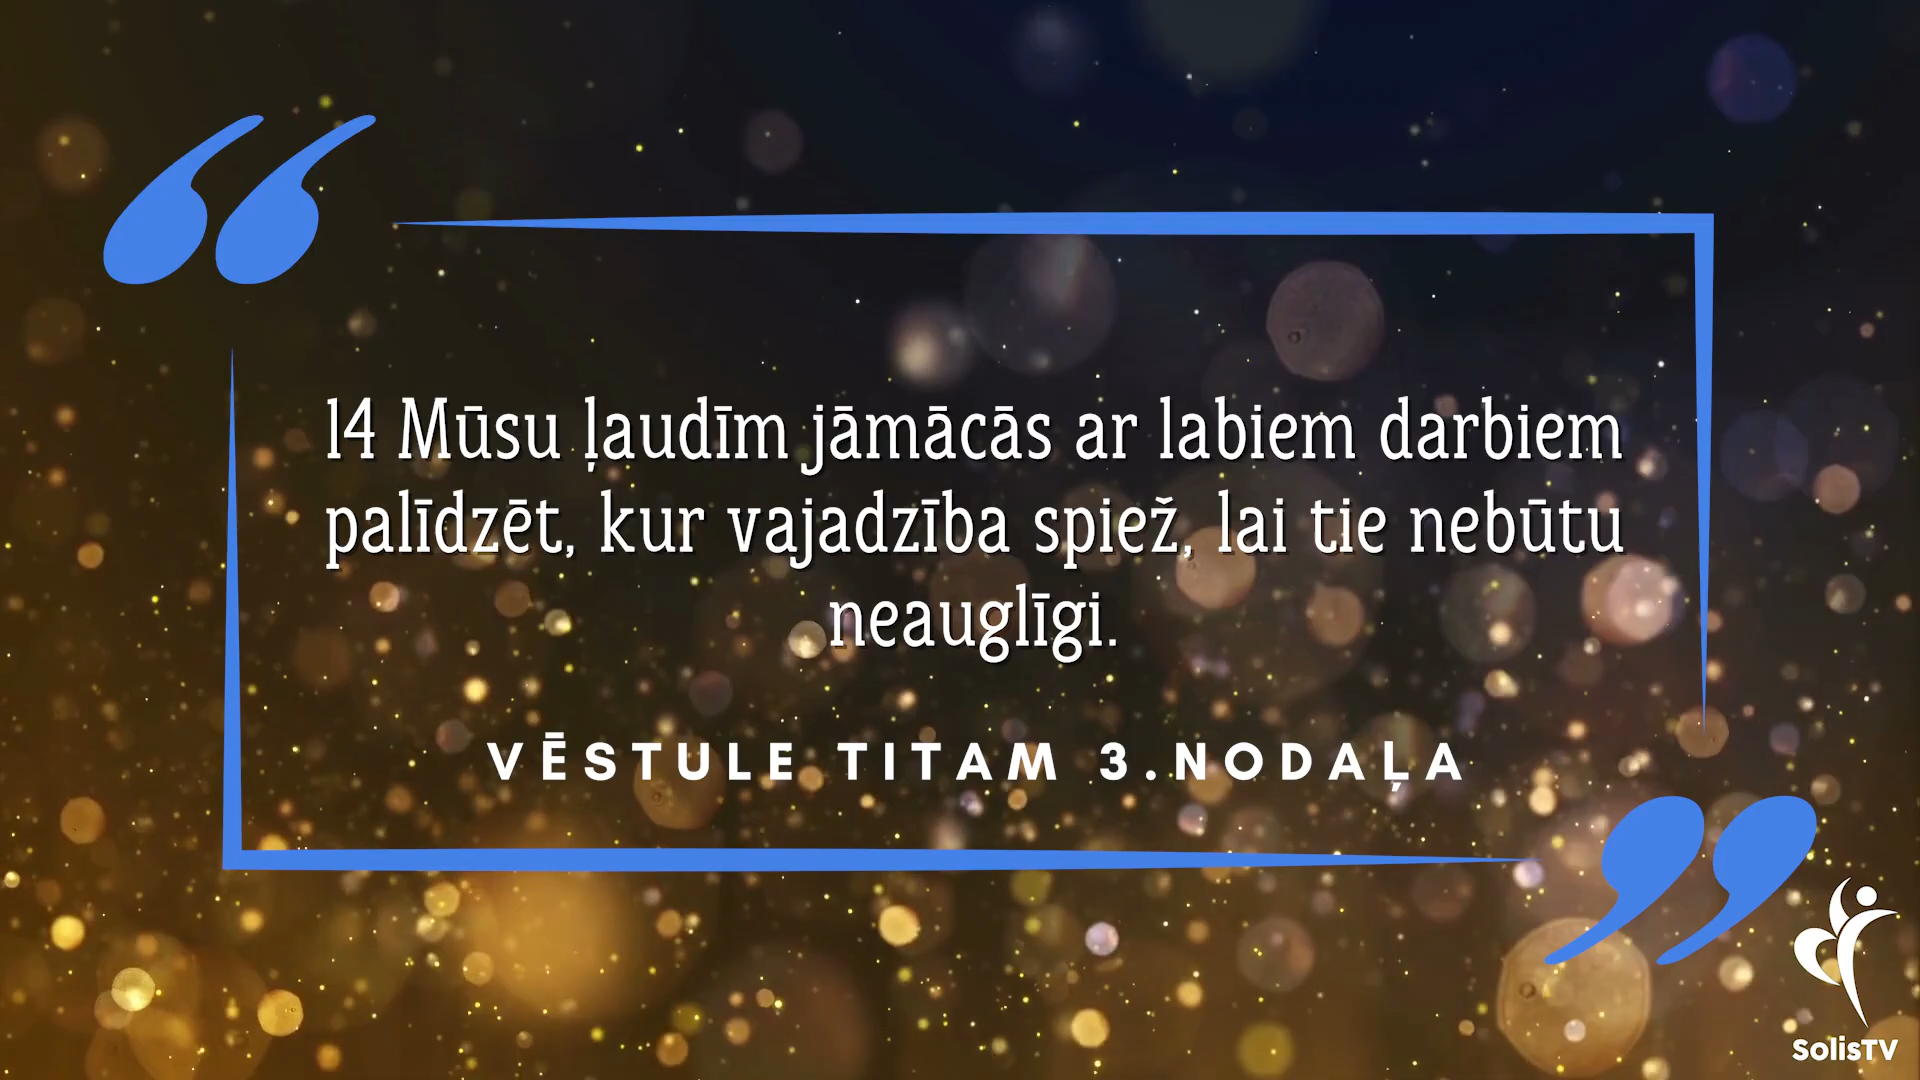 14 Mūsu ļaudīm jāmācās ar labiem darbiem
palīdzēt, kur vajadzība spiež, lai tie nebūtu
neauglīgi.
VĒSTULE TITAM 3.NODAĻA
SolisTV